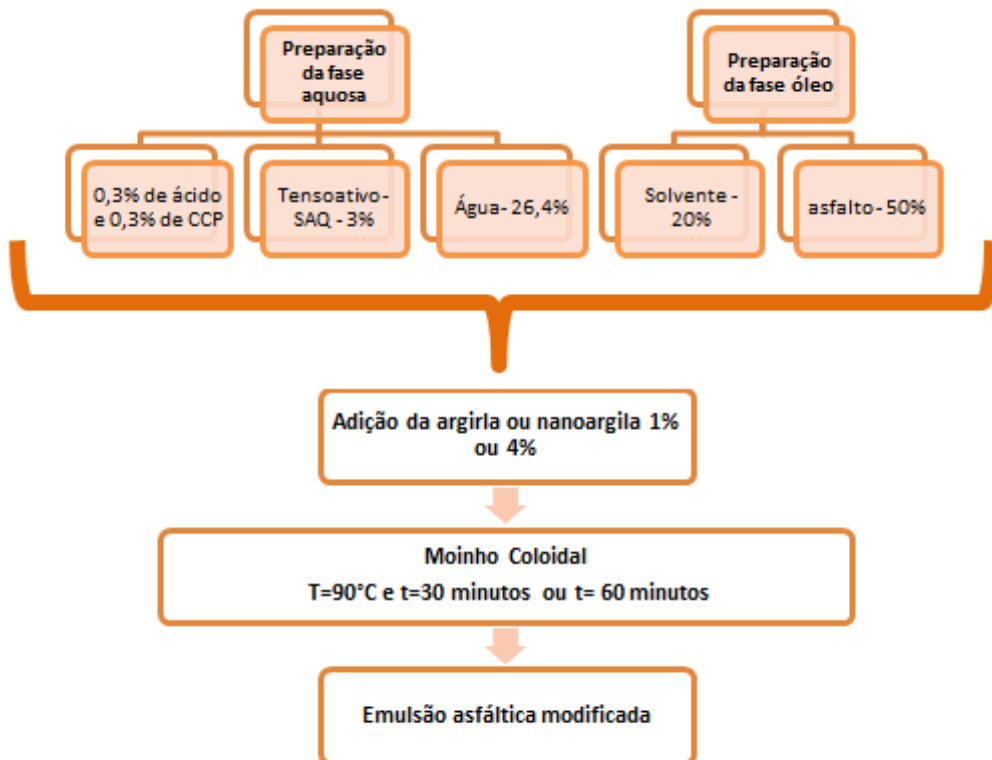 Preparação
da fase
aquosa
Preparação
da fase óleo
0,3% de ácido
e 0,3% de CCP
Tensoativo-
SAQ - 3%
Água- 26,4%
Solvente -
20%
asfalto- 50%
Adição da argirla ou nanoargila 1%
ou 4%
Moinho Coloidal
T=90°C e t=30 minutos ou t= 60 minutos
Emulsão asfáltica modificada